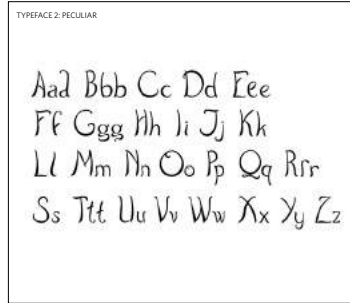 TYPEFACE 2: PECULIAR
Aaa Bbb Cc Dd Eee
Ff Ggg Hh Ii Jj Kk
Ll Mm Nn Oo Pp Qq Rrr
Ss Ttt Uu Vv Ww Xx Yy Zz